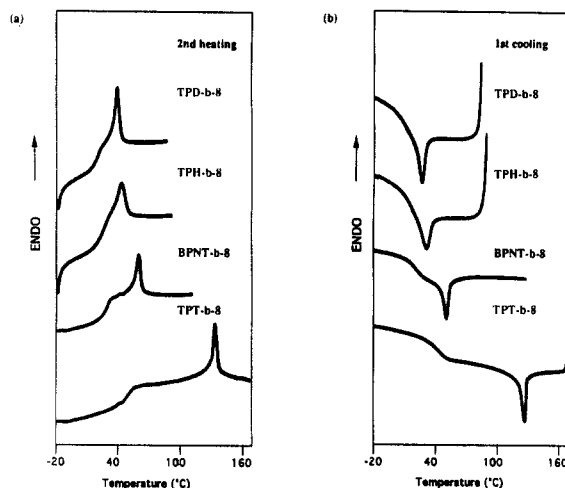 (a)
2nd heating
TPD-b-8
TPH-b-8
BPNT-b-8
TPT-b-8
ENDO
-20 40 100 160
Temperature (°C)
(b)
1st cooling
TPD-b-8
TPH-b-8
BPNT-b-8
TPT-b-8
ENDO
-20 40 100 160
Temperature (°C)